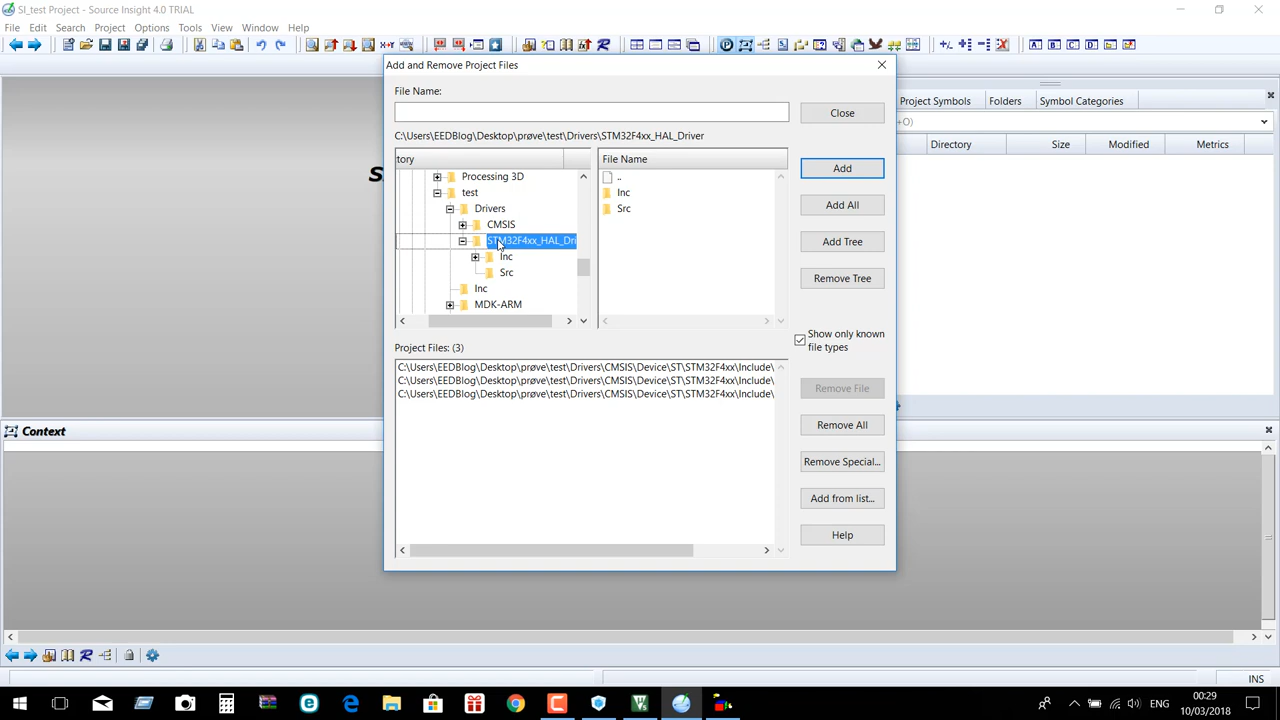 SI_test Project - Source Insight 4.0 TRIAL
File Edit Search Project Options Tools View Window Help
Add and Remove Project Files
File Name:
Close
C:\Users\EEDBlog\Desktop\prøve\test\Drivers\STM32F4xx_HAL_Driver
Project Symbols Folders Symbol Categories
+O)
Directory Size Modified Metrics
tory
File Name
Processing 3D
..
test
Inc
Drivers
Src
CMSIS
STM32F4xx_HAL_Dri
Inc
Src
Inc
MDK-ARM
Add
Add All
Add Tree
Remove Tree
Show only known
file types
Project Files: (3)
C:\Users\EEDBlog\Desktop\prøve\test\Drivers\CMSIS\Device\ST\STM32F4xx\Include\
C:\Users\EEDBlog\Desktop\prøve\test\Drivers\CMSIS\Device\ST\STM32F4xx\Include\
C:\Users\EEDBlog\Desktop\prøve\test\Drivers\CMSIS\Device\ST\STM32F4xx\Include\
Remove File
Remove All
Remove Special...
Add from list...
Help
Context
INS
ENG
00:29
10/03/2018